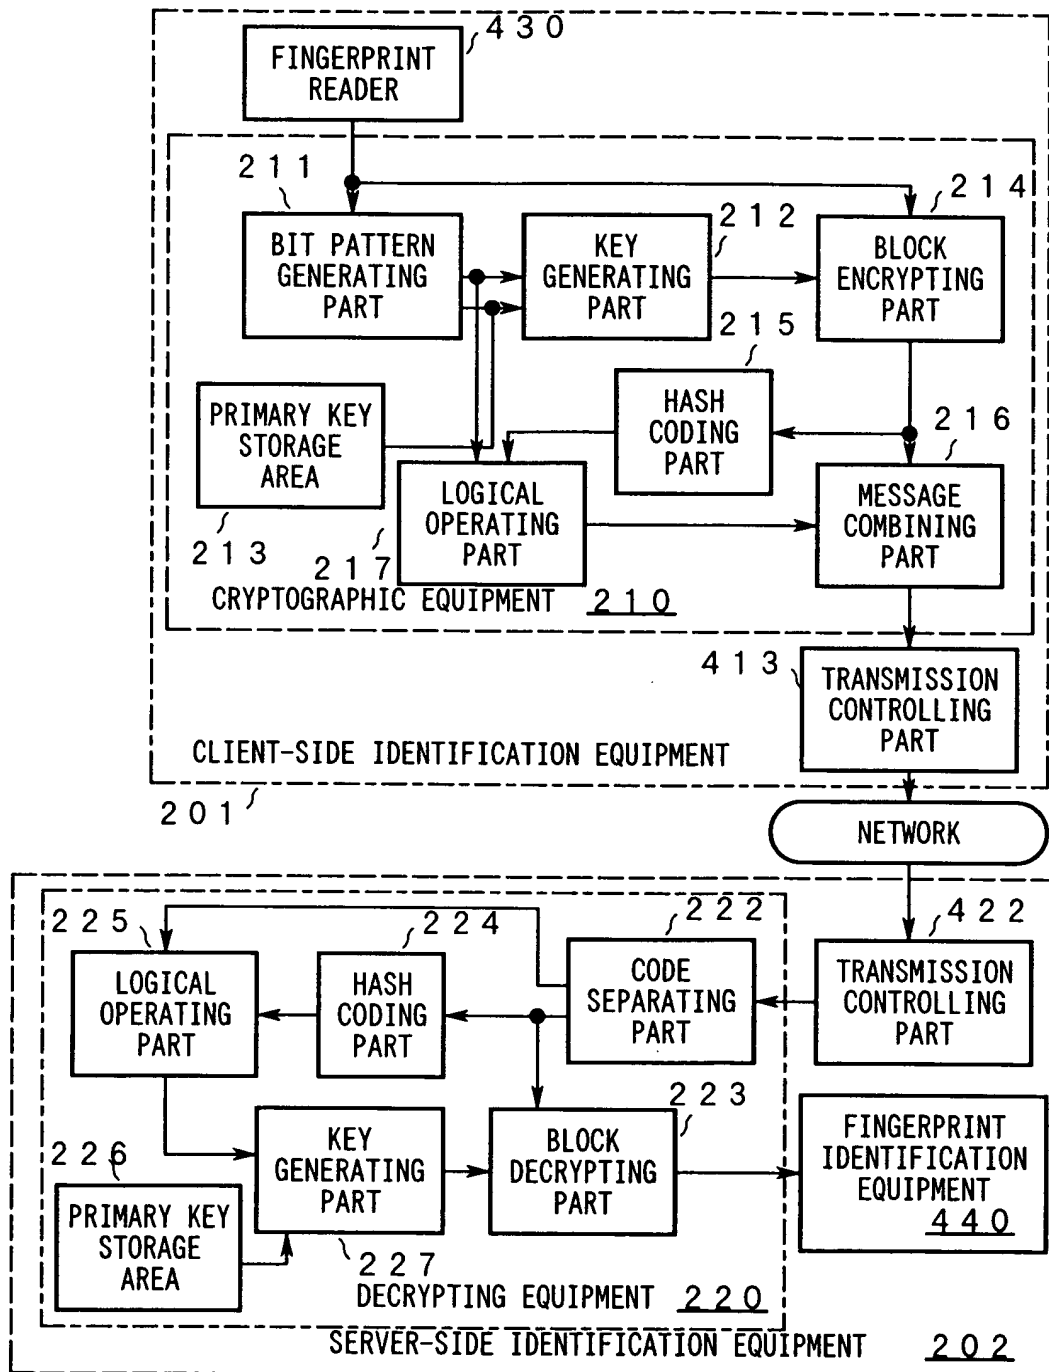 430
FINGERPRINT
READER
211
BIT PATTERN
GENERATING
PART
212
KEY
GENERATING
PART
214
BLOCK
ENCRYPTING
PART
215
HASH
CODING
PART
PRIMARY KEY
STORAGE
AREA
213
216
MESSAGE
COMBINING
PART
LOGICAL
OPERATING
PART
217
CRYPTOGRAPHIC EQUIPMENT 210
413
TRANSMISSION
CONTROLLING
PART
CLIENT-SIDE IDENTIFICATION EQUIPMENT
201
NETWORK
225
LOGICAL
OPERATING
PART
224
HASH
CODING
PART
222
CODE
SEPARATING
PART
422
TRANSMISSION
CONTROLLING
PART
226
PRIMARY KEY
STORAGE
AREA
KEY
GENERATING
PART
227
223
BLOCK
DECRYPTING
PART
FINGERPRINT
IDENTIFICATION
EQUIPMENT
440
DECRYPTING EQUIPMENT 220
SERVER-SIDE IDENTIFICATION EQUIPMENT 202